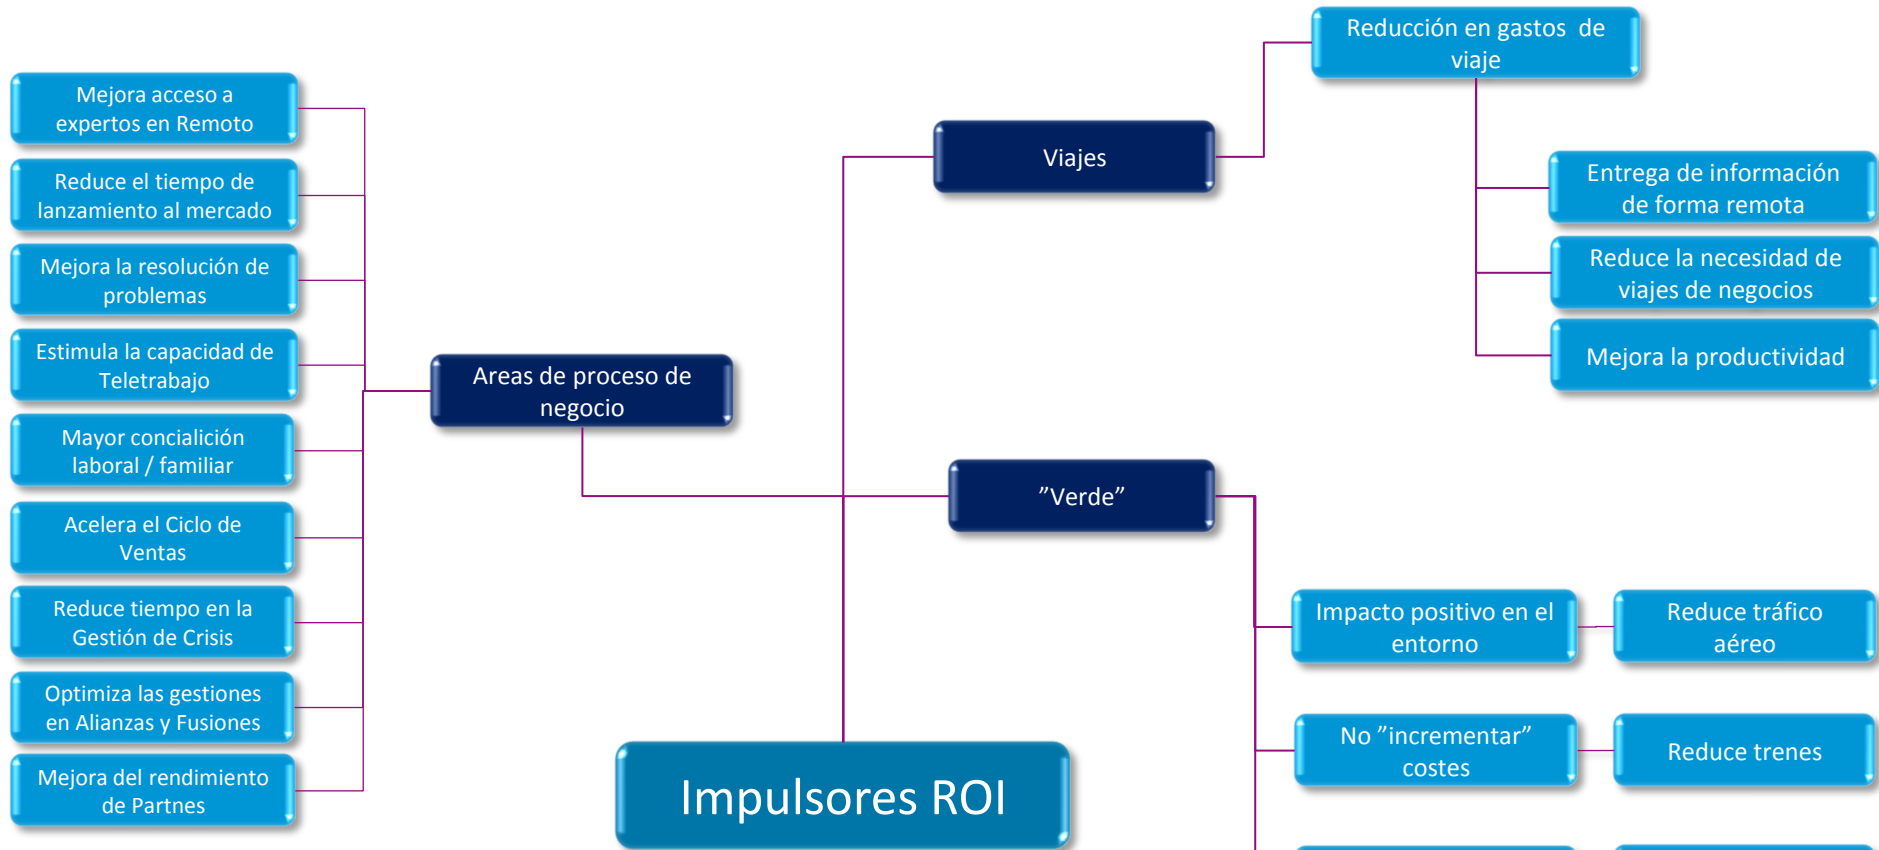 Mejora acceso a
expertos en Remoto
Reduce el tiempo de
lanzamiento al mercado
Mejora la resolución de
problemas
Estimula la capacidad de
Teletrabajo
Mayor concialición
laboral / familiar
Acelera el Ciclo de
Ventas
Reduce tiempo en la
Gestión de Crisis
Optimiza las gestiones
en Alianzas y Fusiones
Mejora del rendimiento
de Partnes
Areas de proceso de
negocio
Impulsores ROI
Viajes
”Verde”
Reducción en gastos de
viaje
Entrega de información
de forma remota
Reduce la necesidad de
viajes de negocios
Mejora la productividad
Impacto positivo en el
entorno
Reduce tráfico
aéreo
No ”incrementar”
costes
Reduce trenes